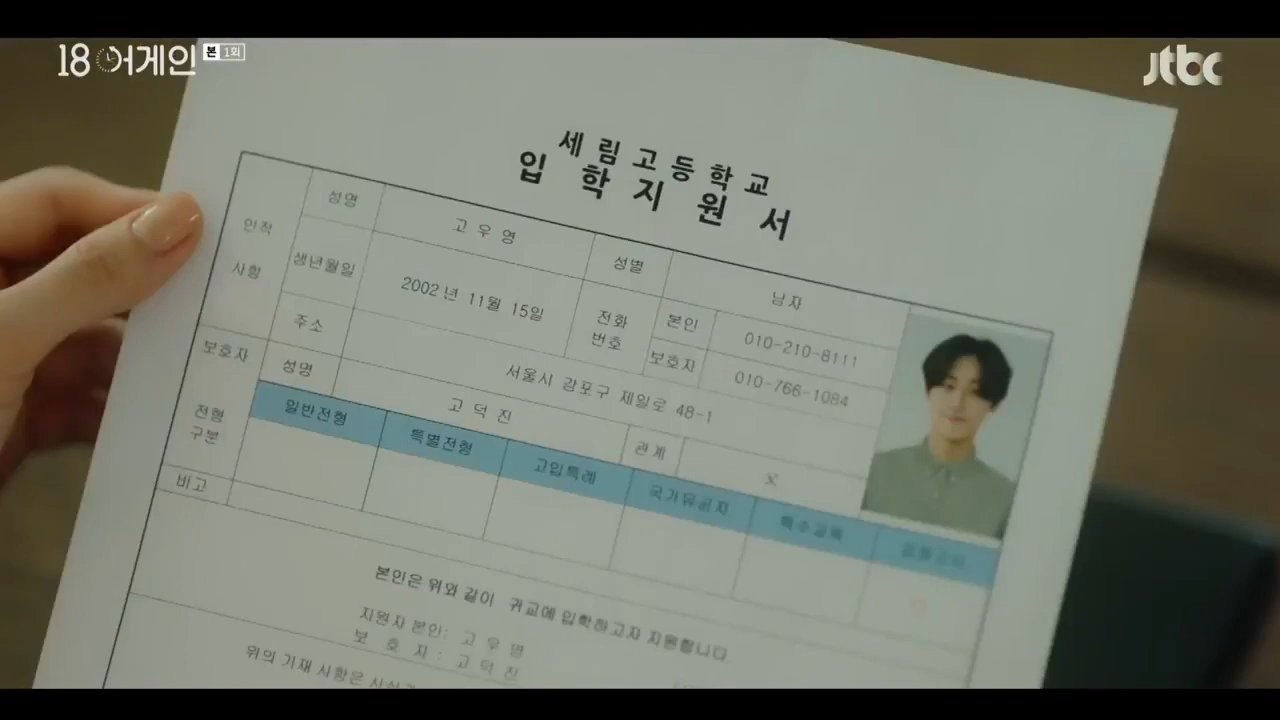 18 어게인 본 1회
jtbc
세림고등학교
입학지원서
인적 사항
성명
고우영
성별
남자
생년월일
2002년 11월 15일
전화 번호
본인
010-210-8111
보호자
010-766-1084
주소
서울시 강포구 제일로 48-1
보호자
성명
고덕진
관계
父
전형 구분
일반전형
특별전형
고입특례
국가유공자
특수교육
비고
본인은 위와 같이 귀교에 입학하고자 지원합니다
지원자 본인: 고우영
보호자: 고덕진
위의 기재 사항은